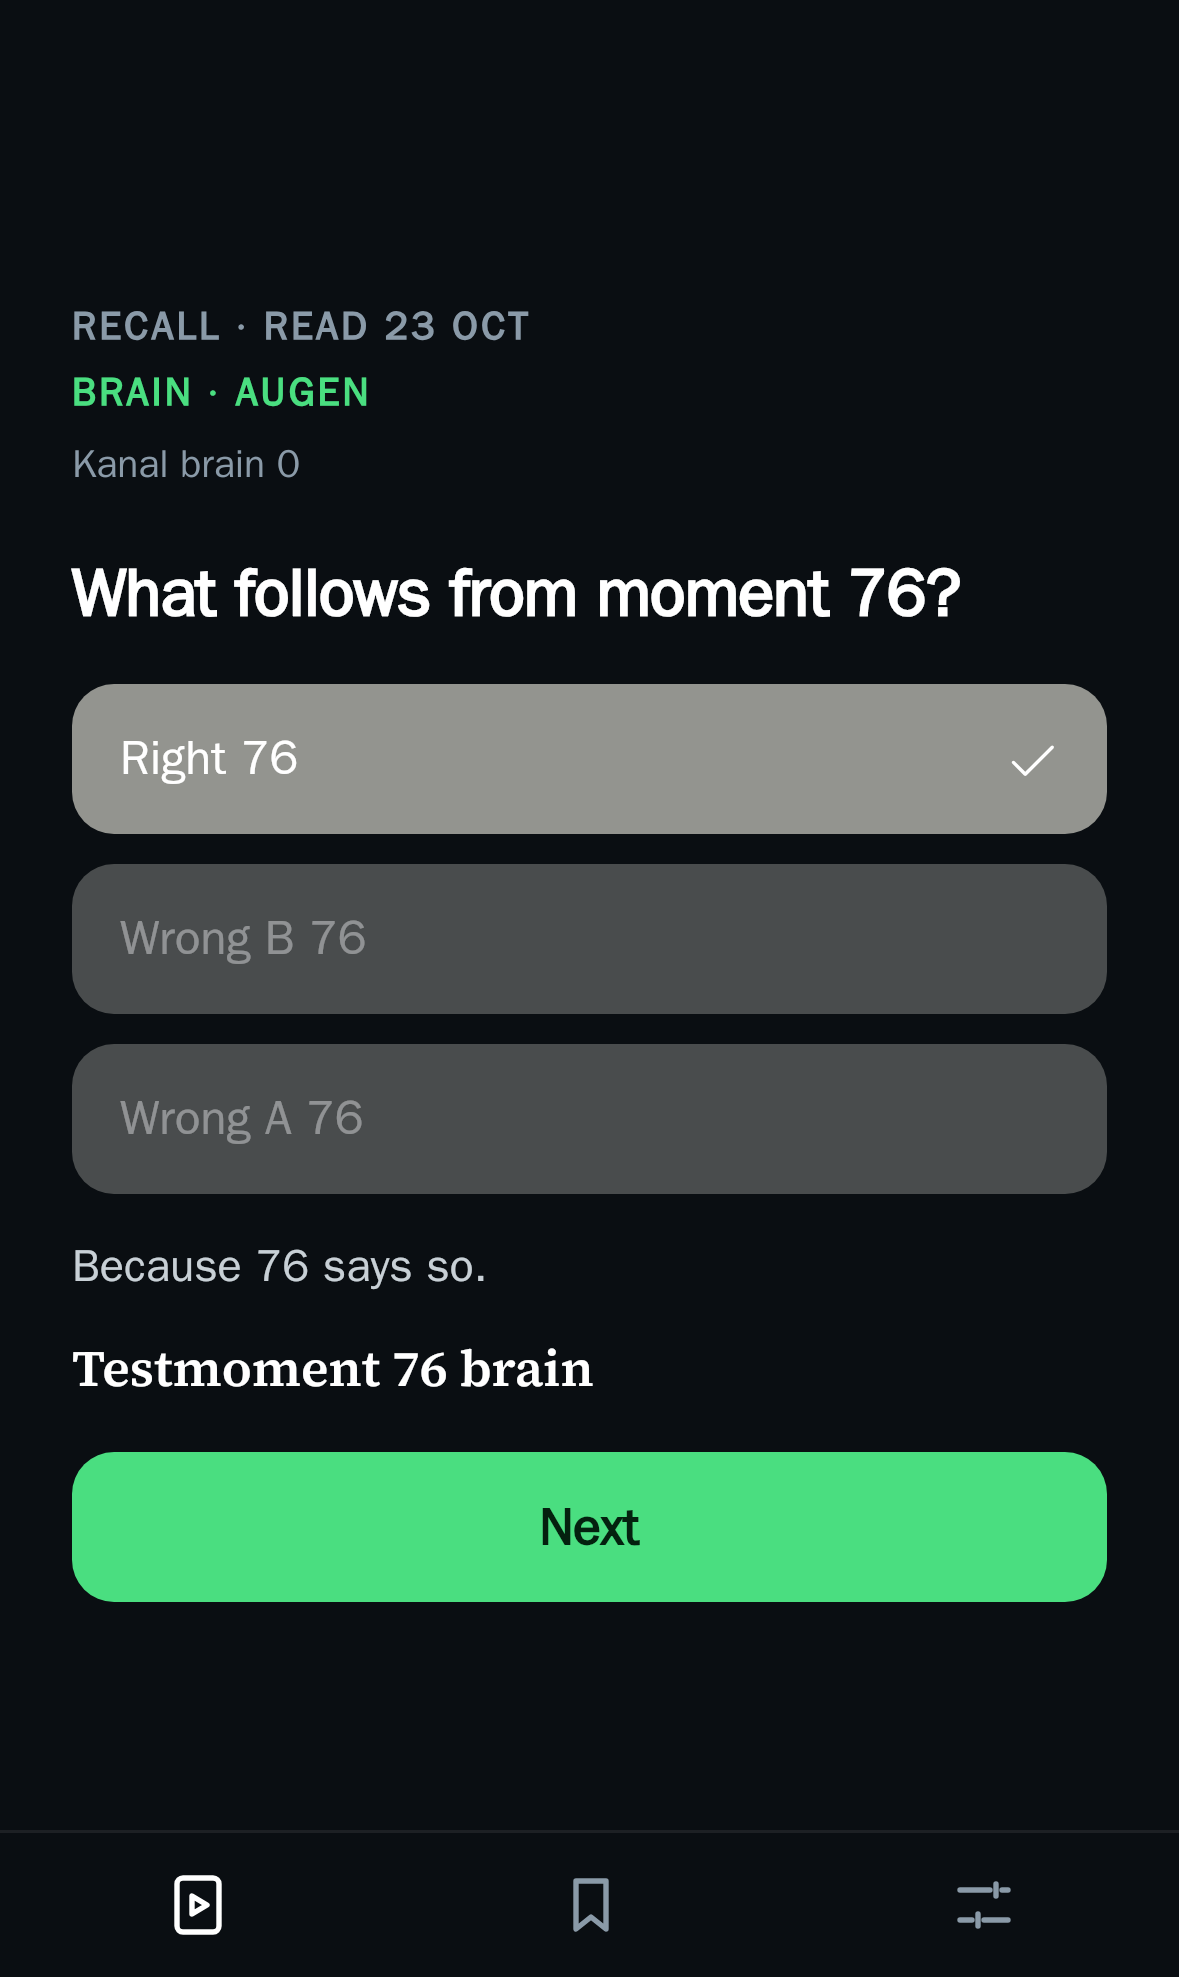 RECALL · READ 23 OCT
BRAIN · AUGEN
Kanal brain 0
What follows from moment 76?
Right 76
Wrong B 76
Wrong A 76
Because 76 says so.
Testmoment 76 brain
Next